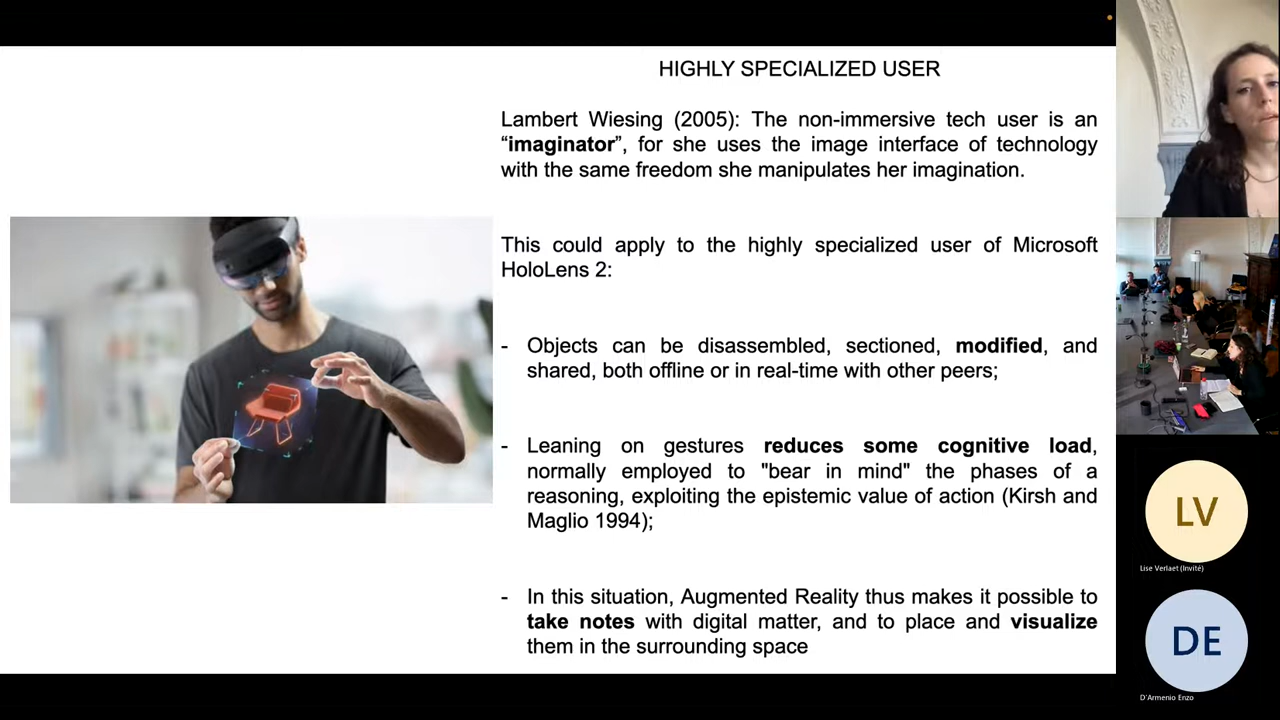 HIGHLY SPECIALIZED USER
Lambert Wiesing (2005): The non-immersive tech user is an
“imaginator”, for she uses the image interface of technology
with the same freedom she manipulates her imagination.
This could apply to the highly specialized user of Microsoft
HoloLens 2:
- Objects can be disassembled, sectioned, modified, and
shared, both offline or in real-time with other peers;
- Leaning on gestures reduces some cognitive load,
normally employed to "bear in mind" the phases of a
reasoning, exploiting the epistemic value of action (Kirsh and
Maglio 1994);
- In this situation, Augmented Reality thus makes it possible to
take notes with digital matter, and to place and visualize
them in the surrounding space
LV
Lise Verlaet (Invité)
DE
D'Armenio Enzo